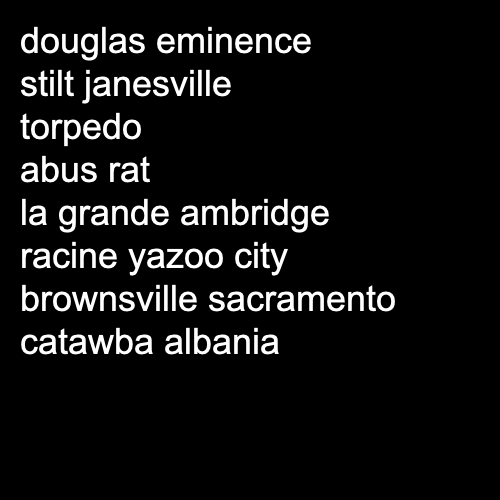 douglas eminence
stilt janesville
torpedo
abus rat
la grande ambridge
racine yazoo city
brownsville sacramento
catawba albania